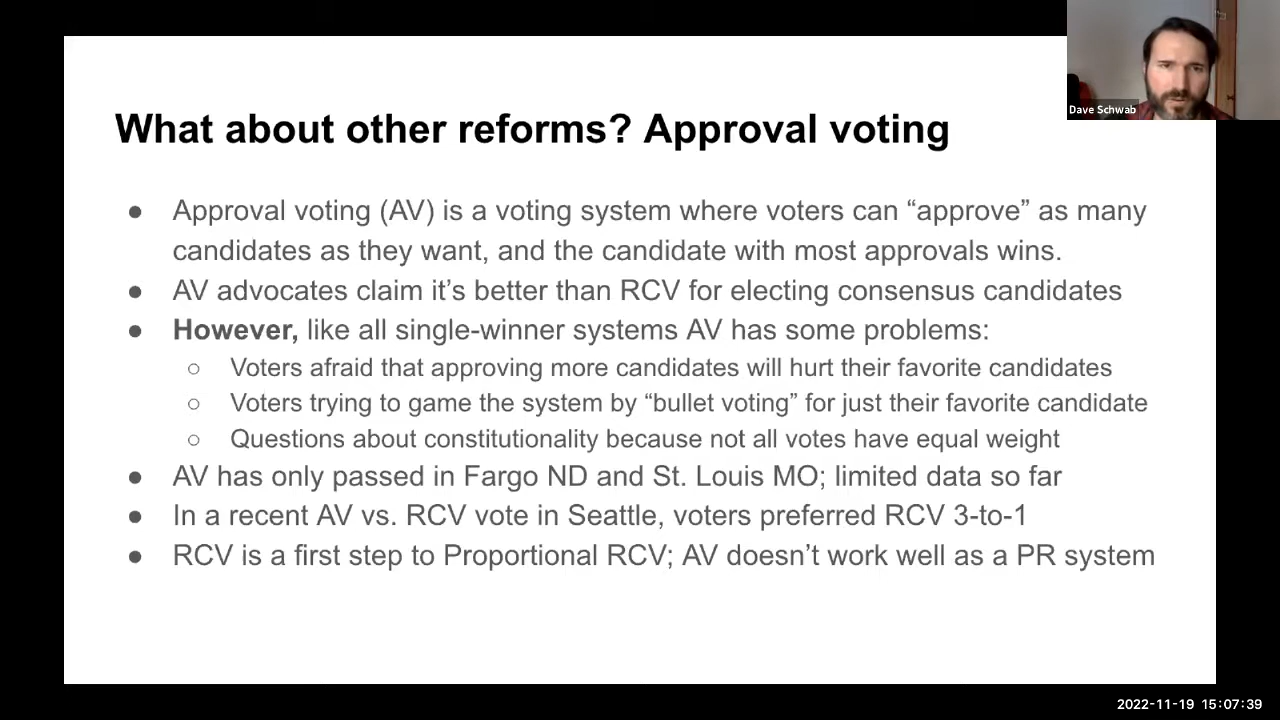 Dave Schwab
What about other reforms? Approval voting
● Approval voting (AV) is a voting system where voters can “approve” as many
candidates as they want, and the candidate with most approvals wins.
● AV advocates claim it’s better than RCV for electing consensus candidates
● However, like all single-winner systems AV has some problems:
○ Voters afraid that approving more candidates will hurt their favorite candidates
○ Voters trying to game the system by “bullet voting” for just their favorite candidate
○ Questions about constitutionality because not all votes have equal weight
● AV has only passed in Fargo ND and St. Louis MO; limited data so far
● In a recent AV vs. RCV vote in Seattle, voters preferred RCV 3-to-1
● RCV is a first step to Proportional RCV; AV doesn’t work well as a PR system
2022-11-19 15:07:39